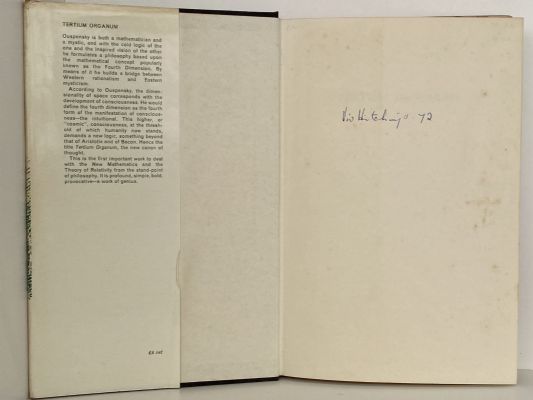 TERTIUM ORGANUM
Ouspensky is both a mathematician and
a mystic, and with the cold logic of the
one and the inspired vision of the other
he formulates a philosophy based upon
the mathematical concept popularly
known as the Fourth Dimension. By
means of it he builds a bridge between
Western rationalism and Eastern
mysticism.
According to Ouspensky, the dimen-
sionality of space corresponds with the
development of consciousness. He would
define the fourth dimension as the fourth
form of the manifestation of conscious-
ness—the intuitional. This higher, or
"cosmic", consciousness, at the thresh-
old of which humanity now stands,
demands a new logic, something beyond
that of Aristotle and of Bacon. Hence the
title Tertium Organum, the new canon of
thought.
This is the first important work to deal
with the New Mathematics and the
Theory of Relativity from the stand-point
of philosophy. It is profound, simple, bold,
provocative—a work of genius.
net
72